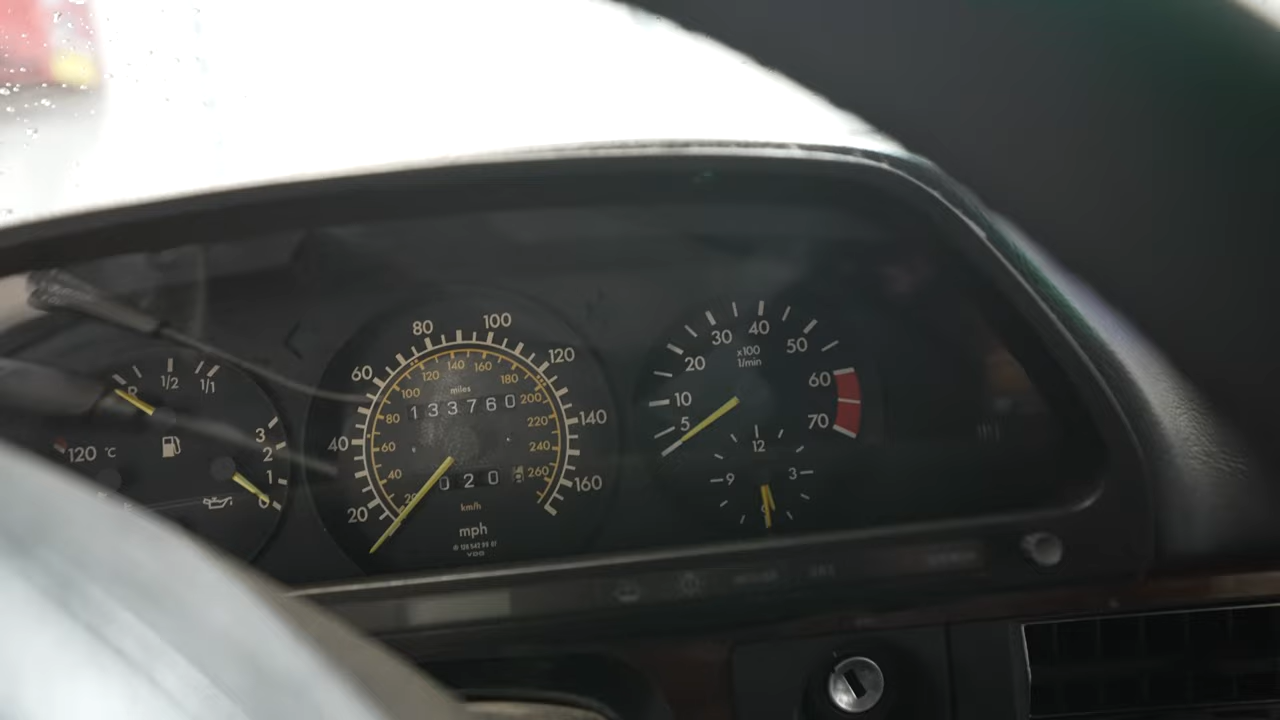 R 1/2 1/1
120 °C
3
2
1
0
20 40 60 80 100 120 140 160
20 40 60 80 100 120 140 160 180 200 220 240 260
miles
133760
020
km/h
mph
VDO
5 10 20 30 40 50 60 70
x100
1/min
12
3
6
9